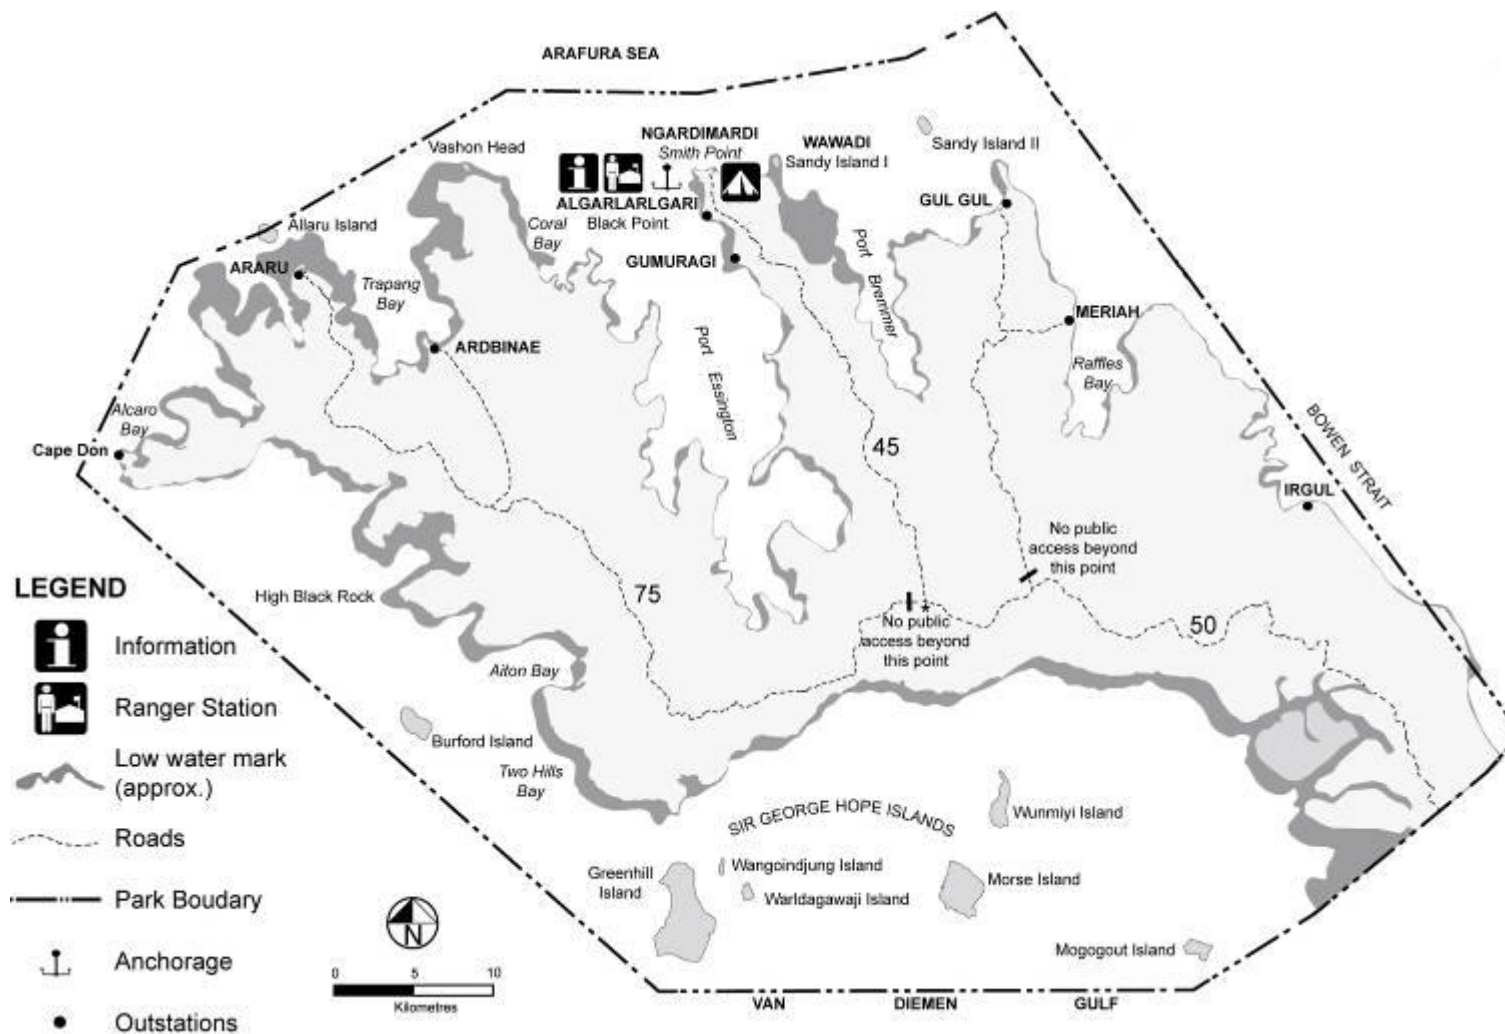 ARAFURA SEA
Vashon Head
NGARDIMARDI
Smith Point
WAWADI
Sandy Island I
Sandy Island II
ALGARLARLGARI
Black Point
GUL GUL
Allaru Island
Coral
Bay
Port Bremmer
ARARU
GUMURAGI
Trapang
Bay
MERIAH
ARDBINAE
Port Essington
Raffles
Bay
Alcaro
Bay
BOWEN STRAIT
Cape Don
45
IRGUL
No public
access beyond
this point
High Black Rock
75
50
No public
access beyond
this point
*
Aiton Bay
Burford Island
Two Hills
Bay
SIR GEORGE HOPE ISLANDS
Wunmiyi Island
Greenhill
Island
Wangoindjung Island
Warldagawaji Island
Morse Island
Mogogout Island
VAN DIEMEN GULF
LEGEND
Information
Ranger Station
Low water mark
(approx.)
Roads
Park Boudary
Anchorage
Outstations
N
0 5 10
Kilometres